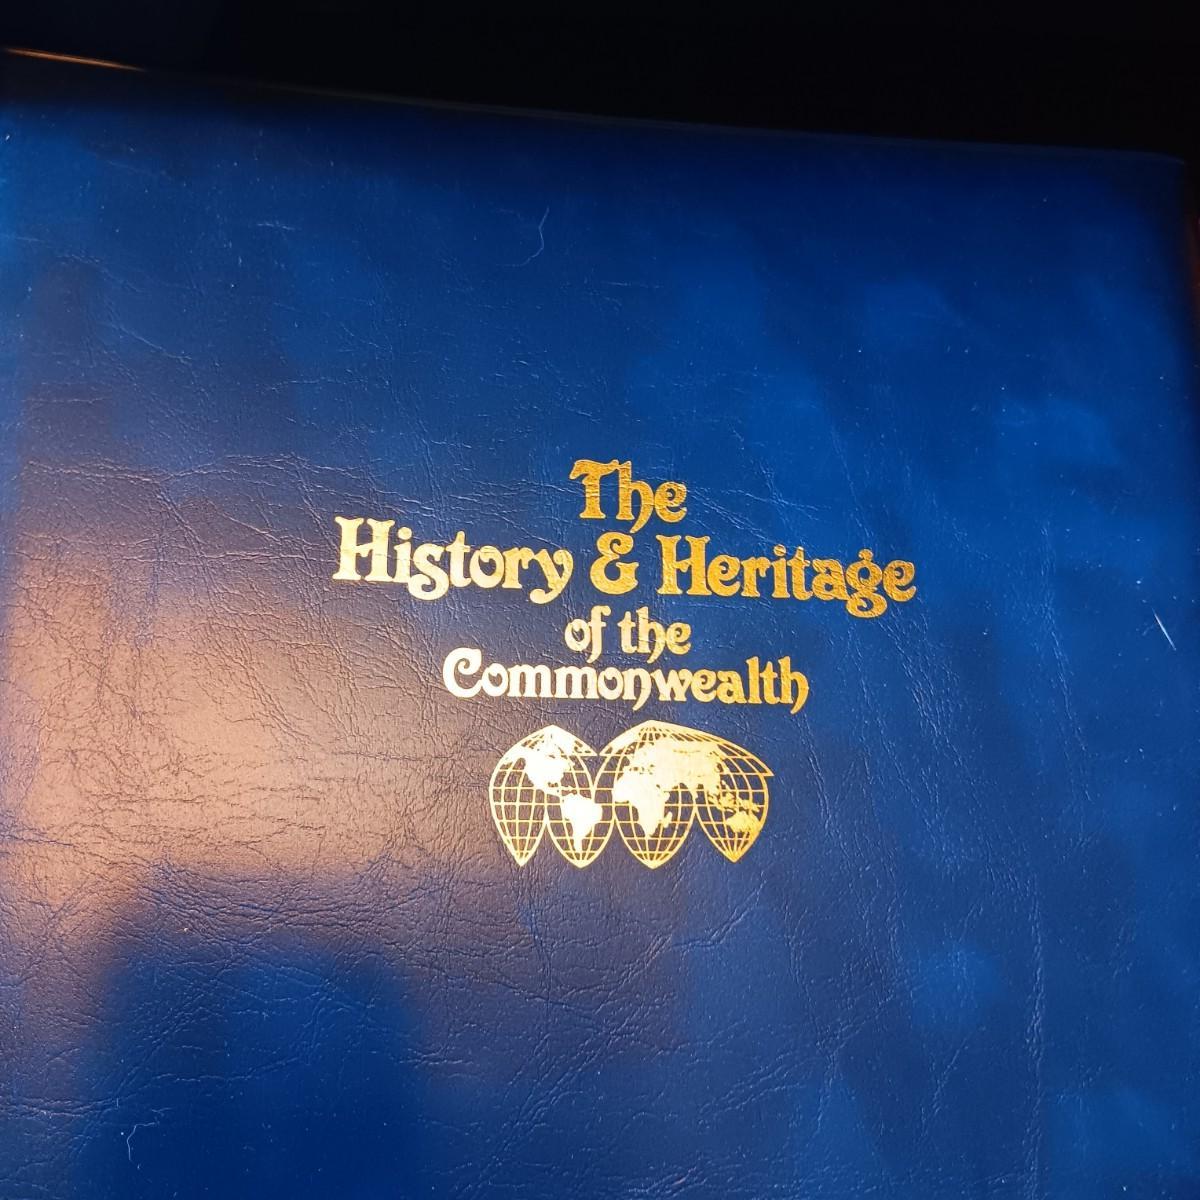 The
History & Heritage
of the
Commonwealth